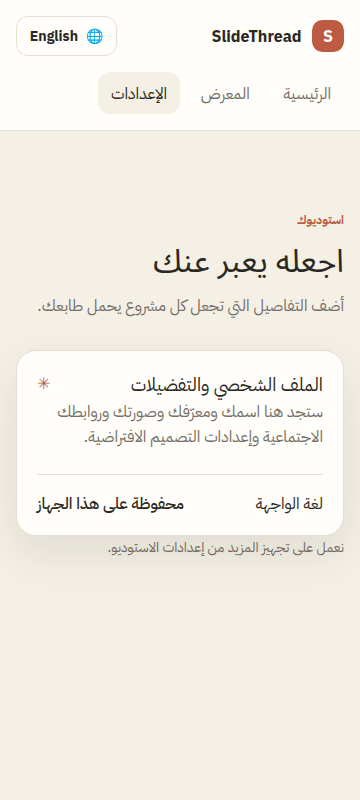 S SlideThread
English
الرئيسية
المعرض
الإعدادات
استوديوك
اجعله يعبر عنك
أضف التفاصيل التي تجعل كل مشروع يحمل طابعك.
الملف الشخصي والتفضيلات
ستجد هنا اسمك ومعرّفك وصورتك وروابطك
الاجتماعية وإعدادات التصميم الافتراضية.
لغة الواجهة
محفوظة على هذا الجهاز
نعمل على تجهيز المزيد من إعدادات الاستوديو.